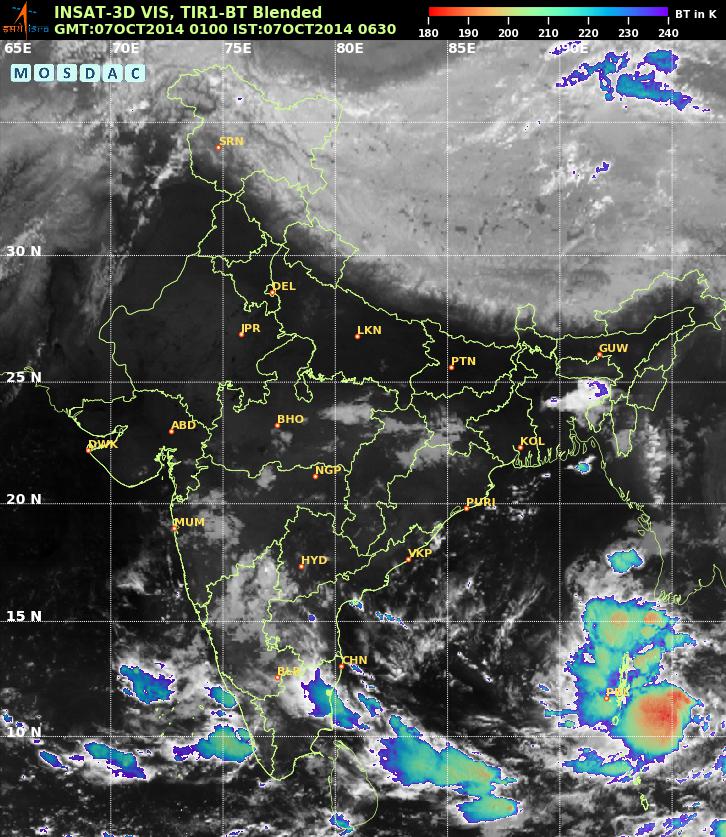 INSAT-3D VIS, TIR1-BT Blended
GMT:07OCT2014 0100 IST:07OCT2014 0630
BT in K
180 190 200 210 220 230 240
65E 70E 75E 80E 85E 90E
MOSDAC
SRN
30 N
DEL
JPR LKN
PTN GUW
25 N
ABD BHO
DWK KOL
NGP
20 N PURI
MUM
HYD VKP
15 N
BLR CHN
10 N